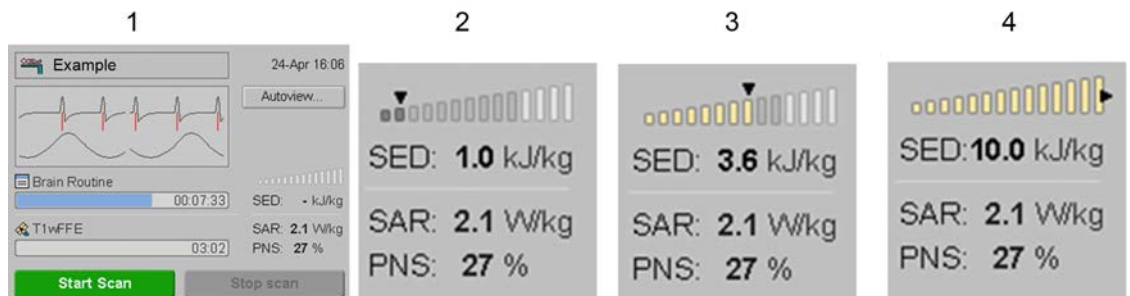 1
2
3
4
Example
24-Apr 16:06
Autoview...
Brain Routine
00:07:33
SED: - kJ/kg
T1wFFE
03:02
SAR: 2.1 W/kg
PNS: 27 %
Start Scan
Stop scan
SED: 1.0 kJ/kg
SAR: 2.1 W/kg
PNS: 27 %
SED: 3.6 kJ/kg
SAR: 2.1 W/kg
PNS: 27 %
SED:10.0 kJ/kg
SAR: 2.1 W/kg
PNS: 27 %